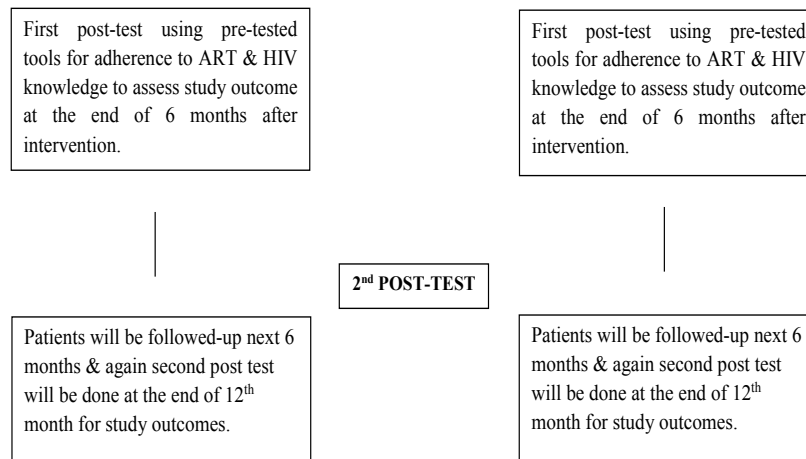 First post-test using pre-tested
tools for adherence to ART & HIV
knowledge to assess study outcome
at the end of 6 months after
intervention.
First post-test using pre-tested
tools for adherence to ART & HIV
knowledge to assess study outcome
at the end of 6 months after
intervention.
2nd POST-TEST
Patients will be followed-up next 6
months & again second post test
will be done at the end of 12th
month for study outcomes.
Patients will be followed-up next 6
months & again second post test
will be done at the end of 12th
month for study outcomes.